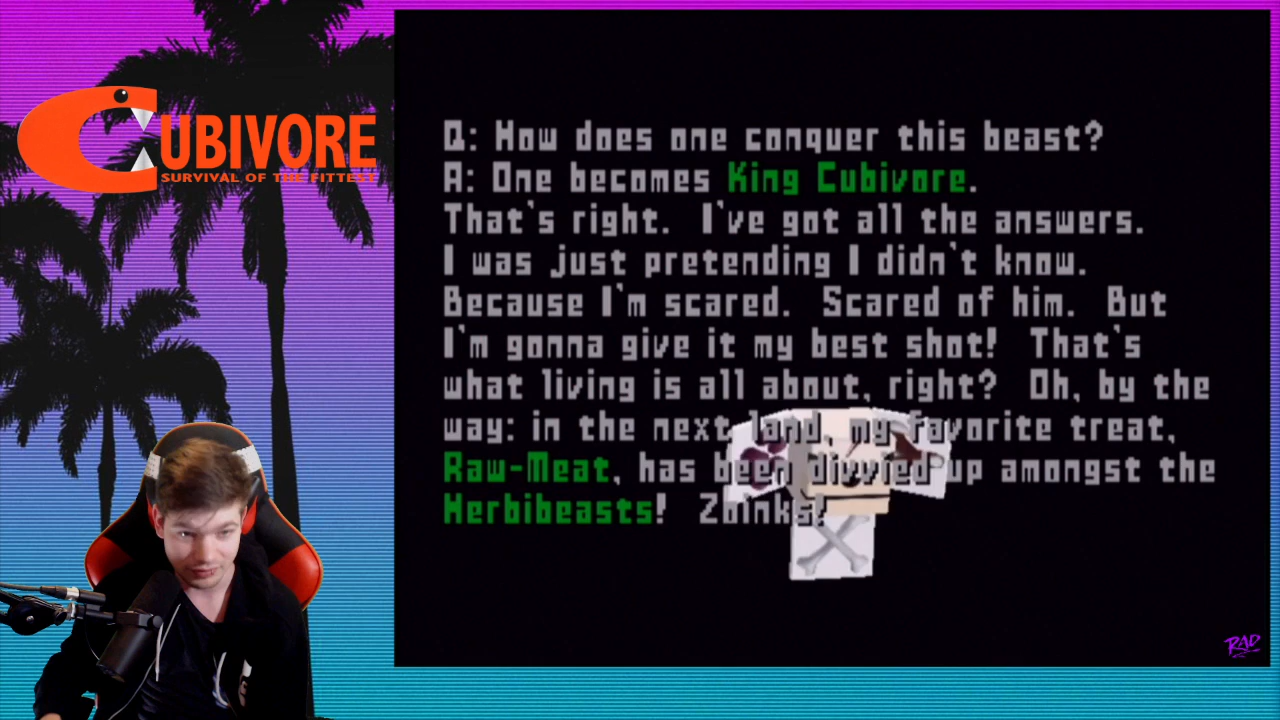 CUBIVORE
SURVIVAL OF THE FITTEST
Q: How does one conquer this beast?
A: One becomes King Cubivore.
That's right. I've got all the answers.
I was just pretending I didn't know.
Because I'm scared. Scared of him. But
I'm gonna give it my best shot! That's
what living is all about, right? Oh, by the
way: in the next land, my favorite treat,
Raw-Meat, has been divvied up amongst the
Herbibeasts! Zoinks!
RAD